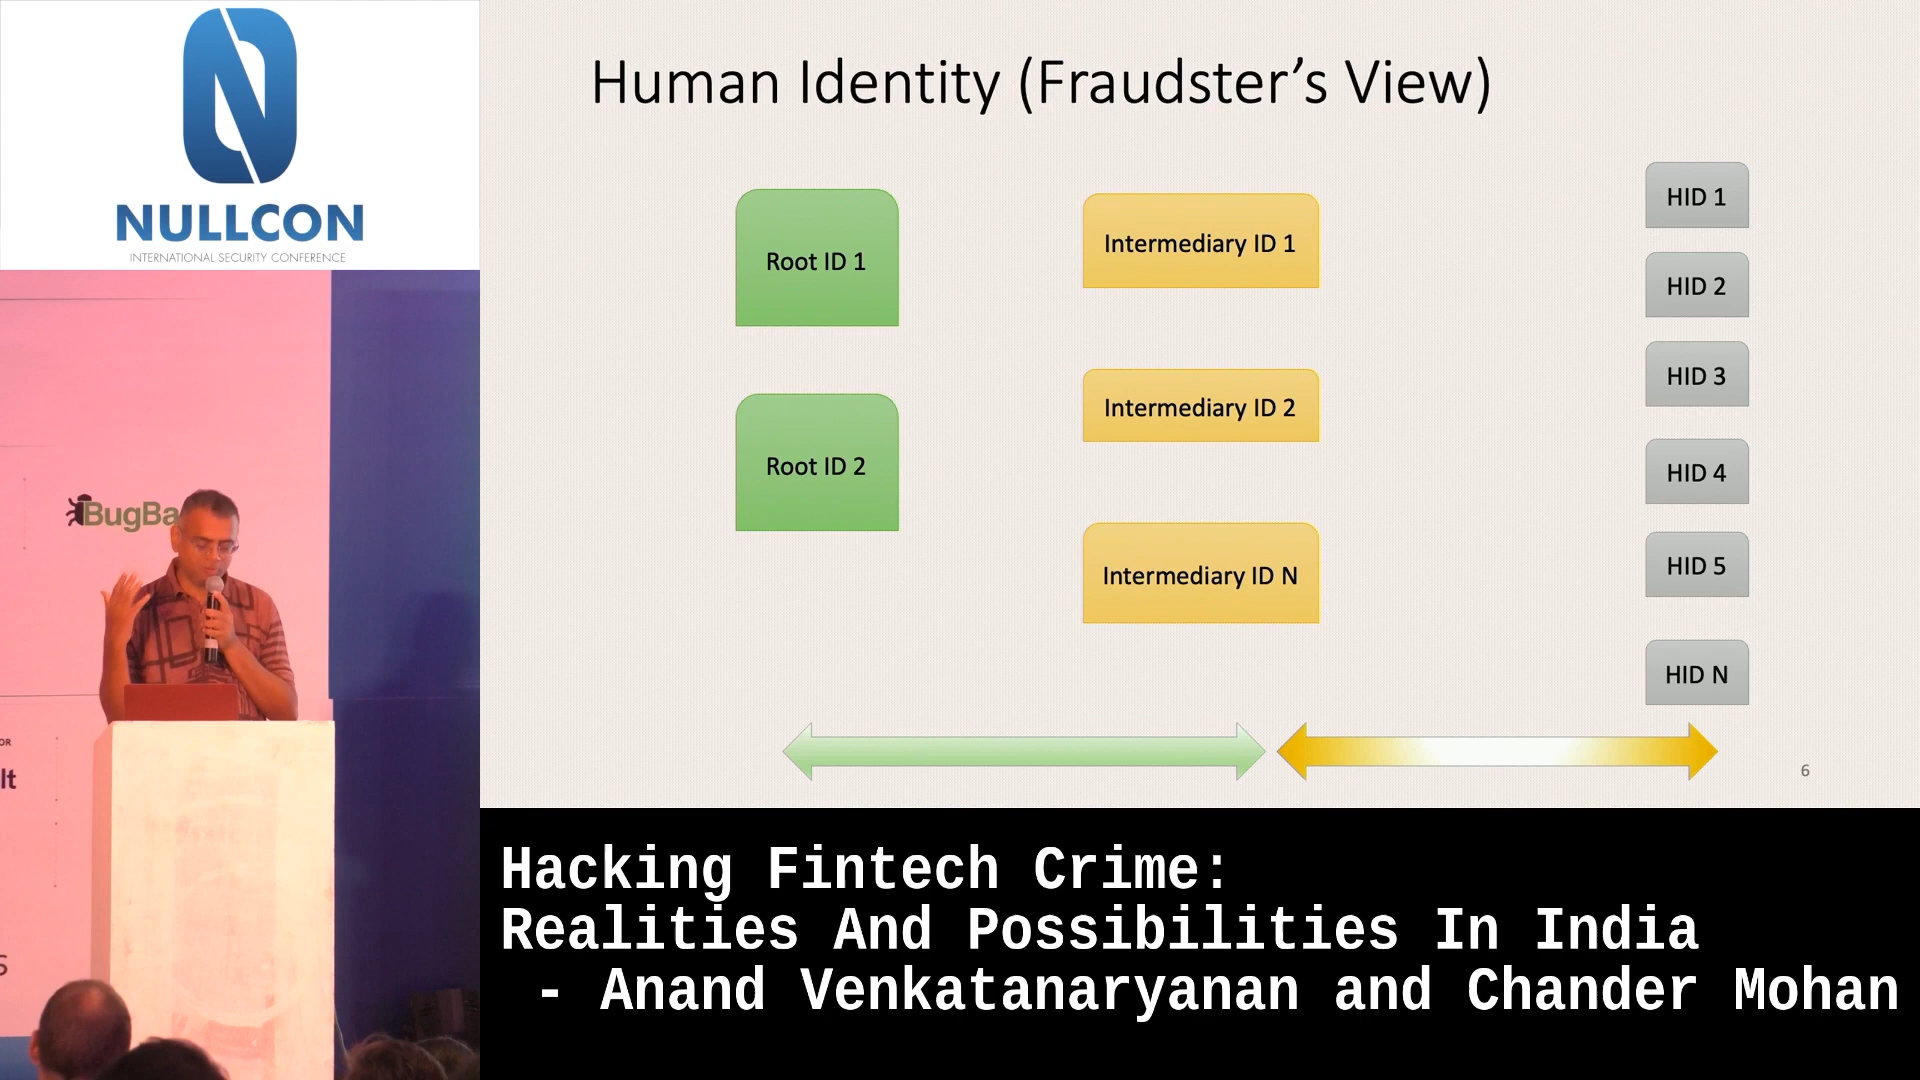 NULLCON
INTERNATIONAL SECURITY CONFERENCE
BugBa
OR
lt
s
Human Identity (Fraudster's View)
Root ID 1
Root ID 2
Intermediary ID 1
Intermediary ID 2
Intermediary ID N
HID 1
HID 2
HID 3
HID 4
HID 5
HID N
6
Hacking Fintech Crime:
Realities And Possibilities In India
- Anand Venkatanaryanan and Chander Mohan